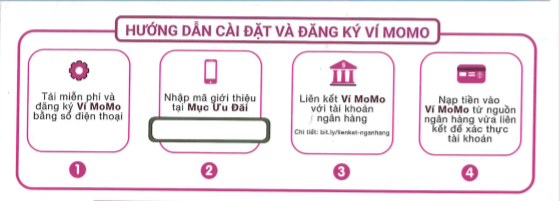 HƯỚNG DẪN CÀI ĐẶT VÀ ĐĂNG KÝ VÍ MOMO
Tải miễn phí và
đăng ký Ví MoMo
bằng số điện thoại
1
Nhập mã giới thiệu
tại Mục Ưu Đãi
2
Liên kết Ví MoMo
với tài khoản
ngân hàng
Chi tiết: bit.ly/lienket-nganhang
3
Nạp tiền vào
Ví MoMo từ nguồn
ngân hàng vừa liên
kết để xác thực
tài khoản
4